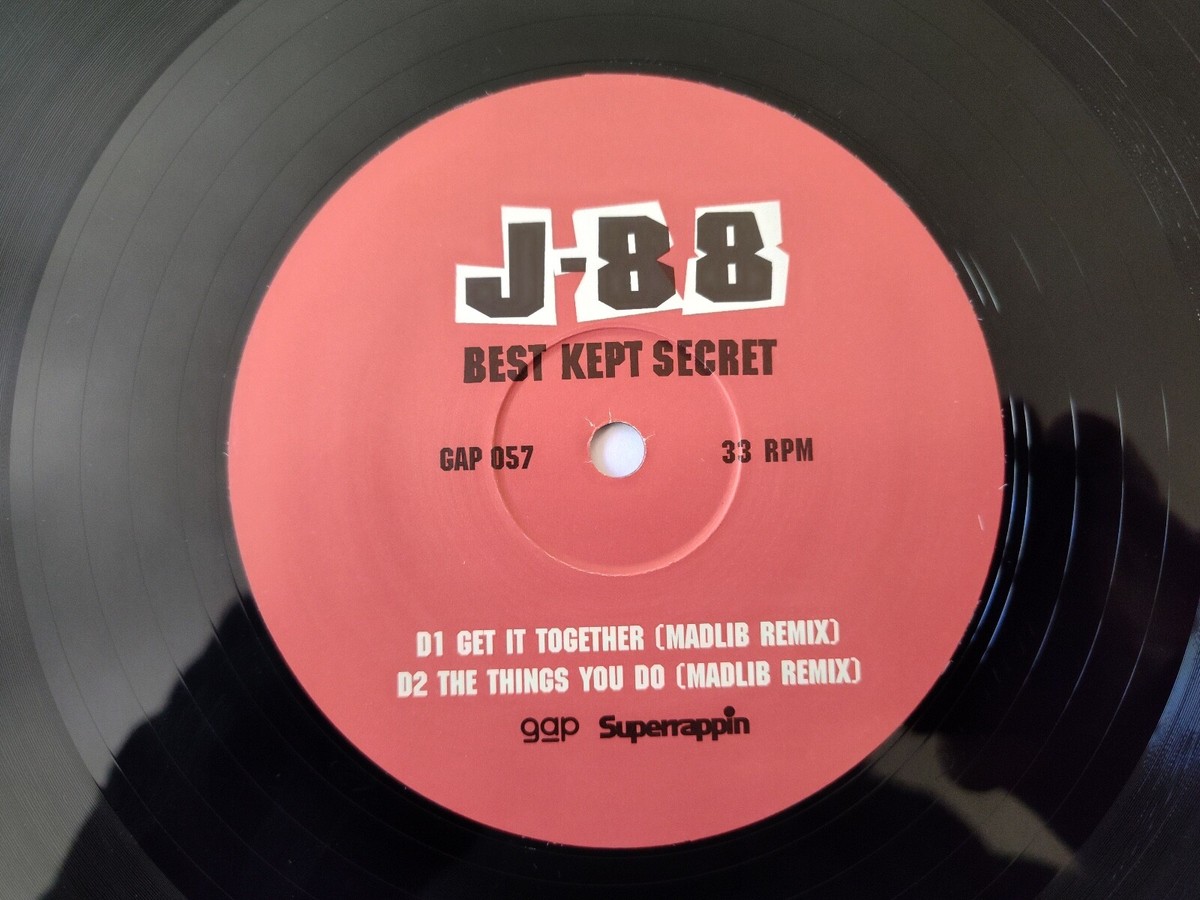 J-88
BEST KEPT SECRET
GAP 057
33 RPM
D1 GET IT TOGETHER (MADLIB REMIX)
D2 THE THINGS YOU DO (MADLIB REMIX)
gap Superrappin